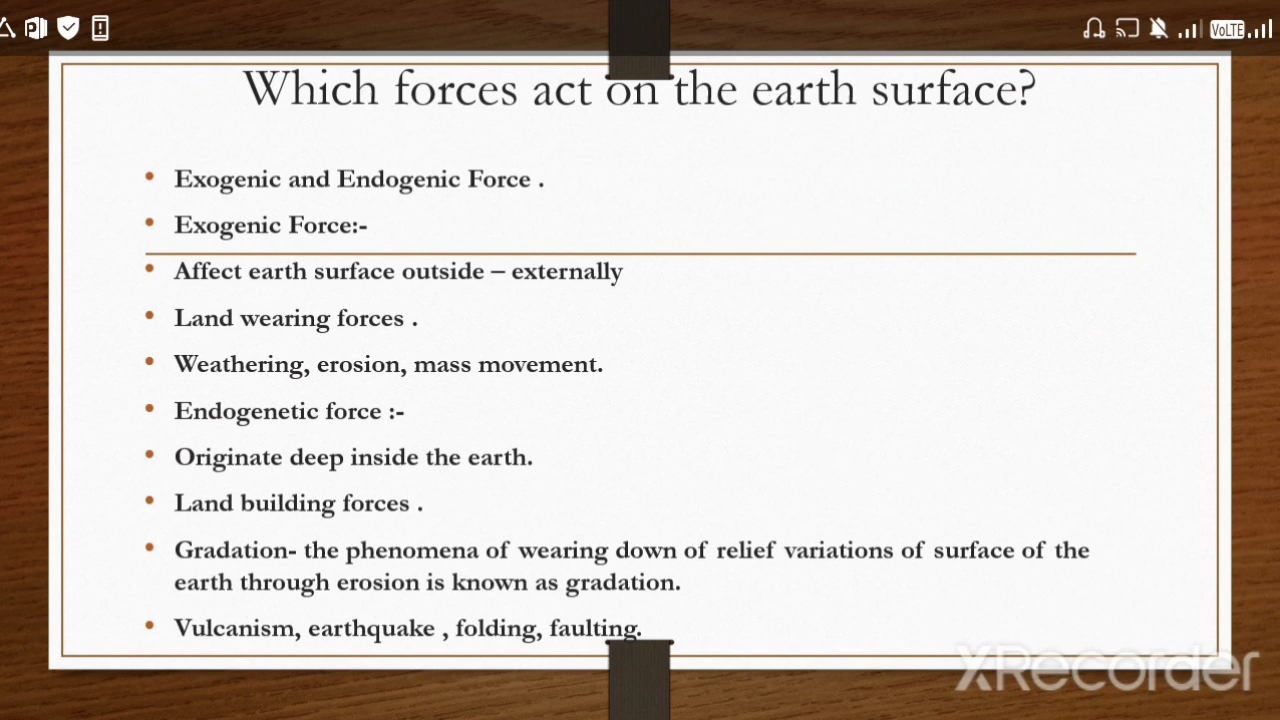 VoLTE
Which forces act on the earth surface?
• Exogenic and Endogenic Force .
• Exogenic Force:-
• Affect earth surface outside – externally
• Land wearing forces .
• Weathering, erosion, mass movement.
• Endogenetic force :-
• Originate deep inside the earth.
• Land building forces .
• Gradation- the phenomena of wearing down of relief variations of surface of the
earth through erosion is known as gradation.
• Vulcanism, earthquake , folding, faulting.
XRecorder